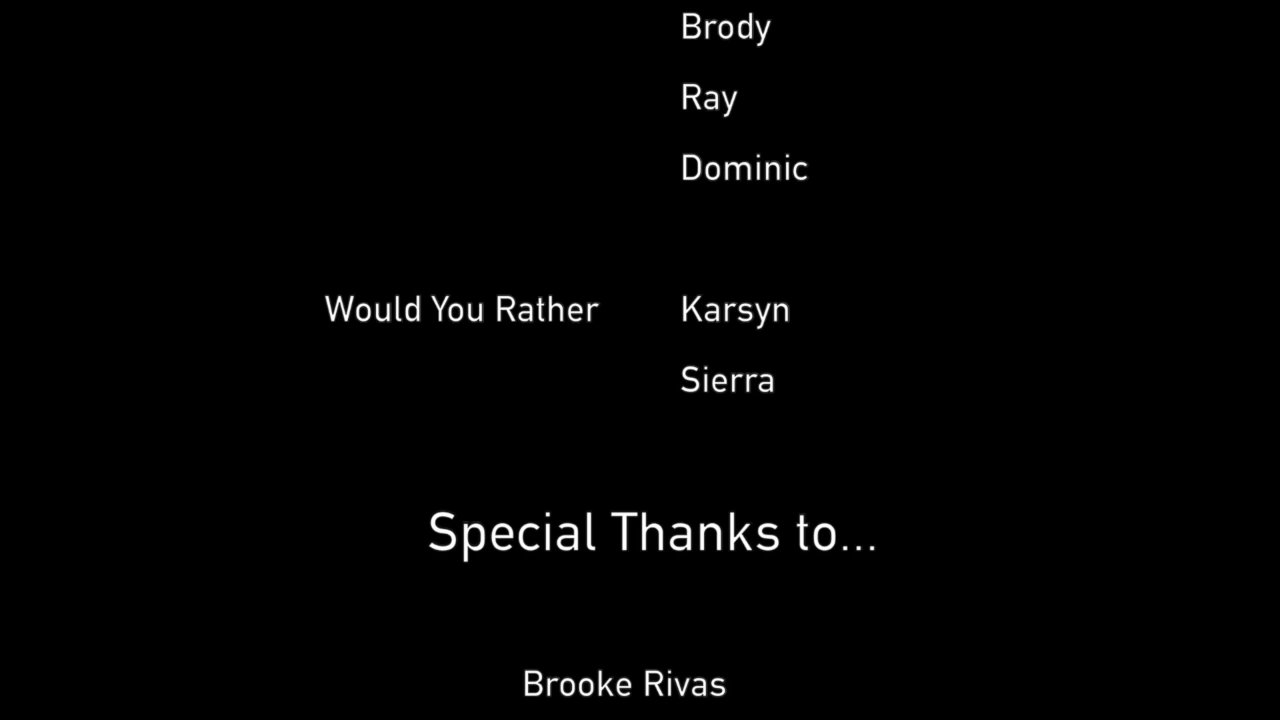 Brody
Ray
Dominic
Would You Rather Karsyn
Sierra
Special Thanks to...
Brooke Rivas